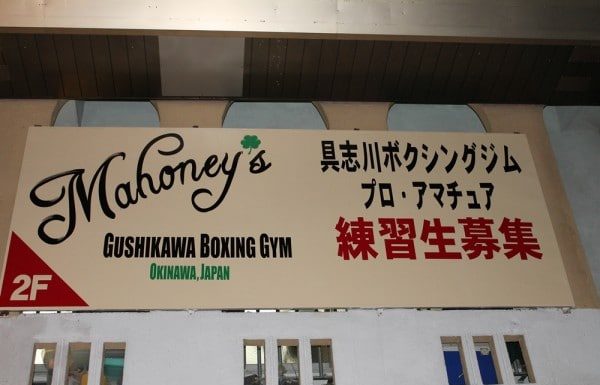 Mahoney's
GUSHIKAWA BOXING GYM
OKINAWA, JAPAN
2F
具志川ボクシングジム
プロ・アマチュア
練習生募集